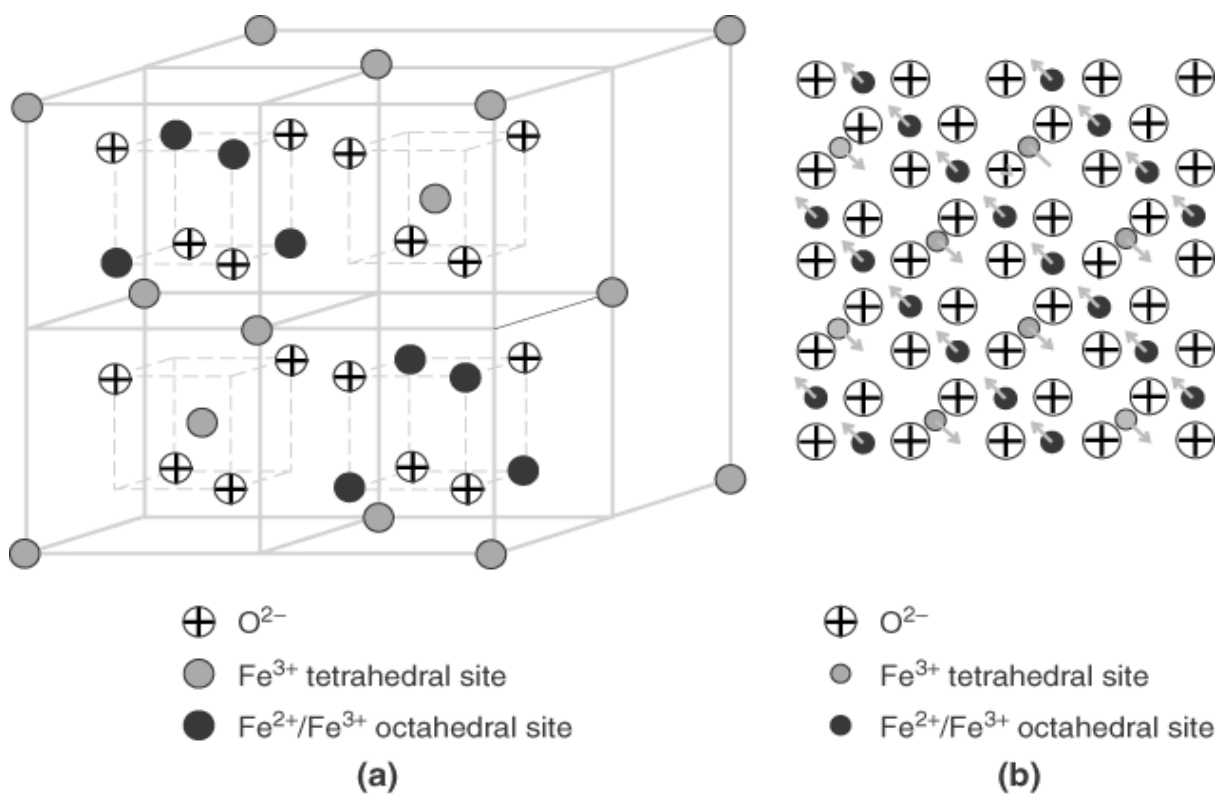 O²⁻
Fe³⁺ tetrahedral site
Fe²⁺/Fe³⁺ octahedral site
(a)
O²⁻
Fe³⁺ tetrahedral site
Fe²⁺/Fe³⁺ octahedral site
(b)